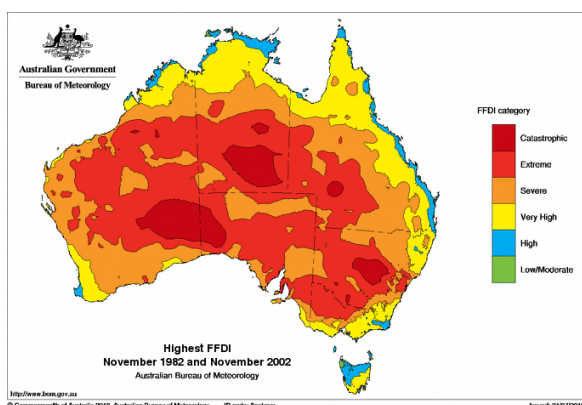 Australian Government
Bureau of Meteorology
FFDI category
Catastrophic
Extreme
Severe
Very High
High
Low/Moderate
Highest FFDI
November 1982 and November 2002
Australian Bureau of Meteorology
http://www.bom.gov.au